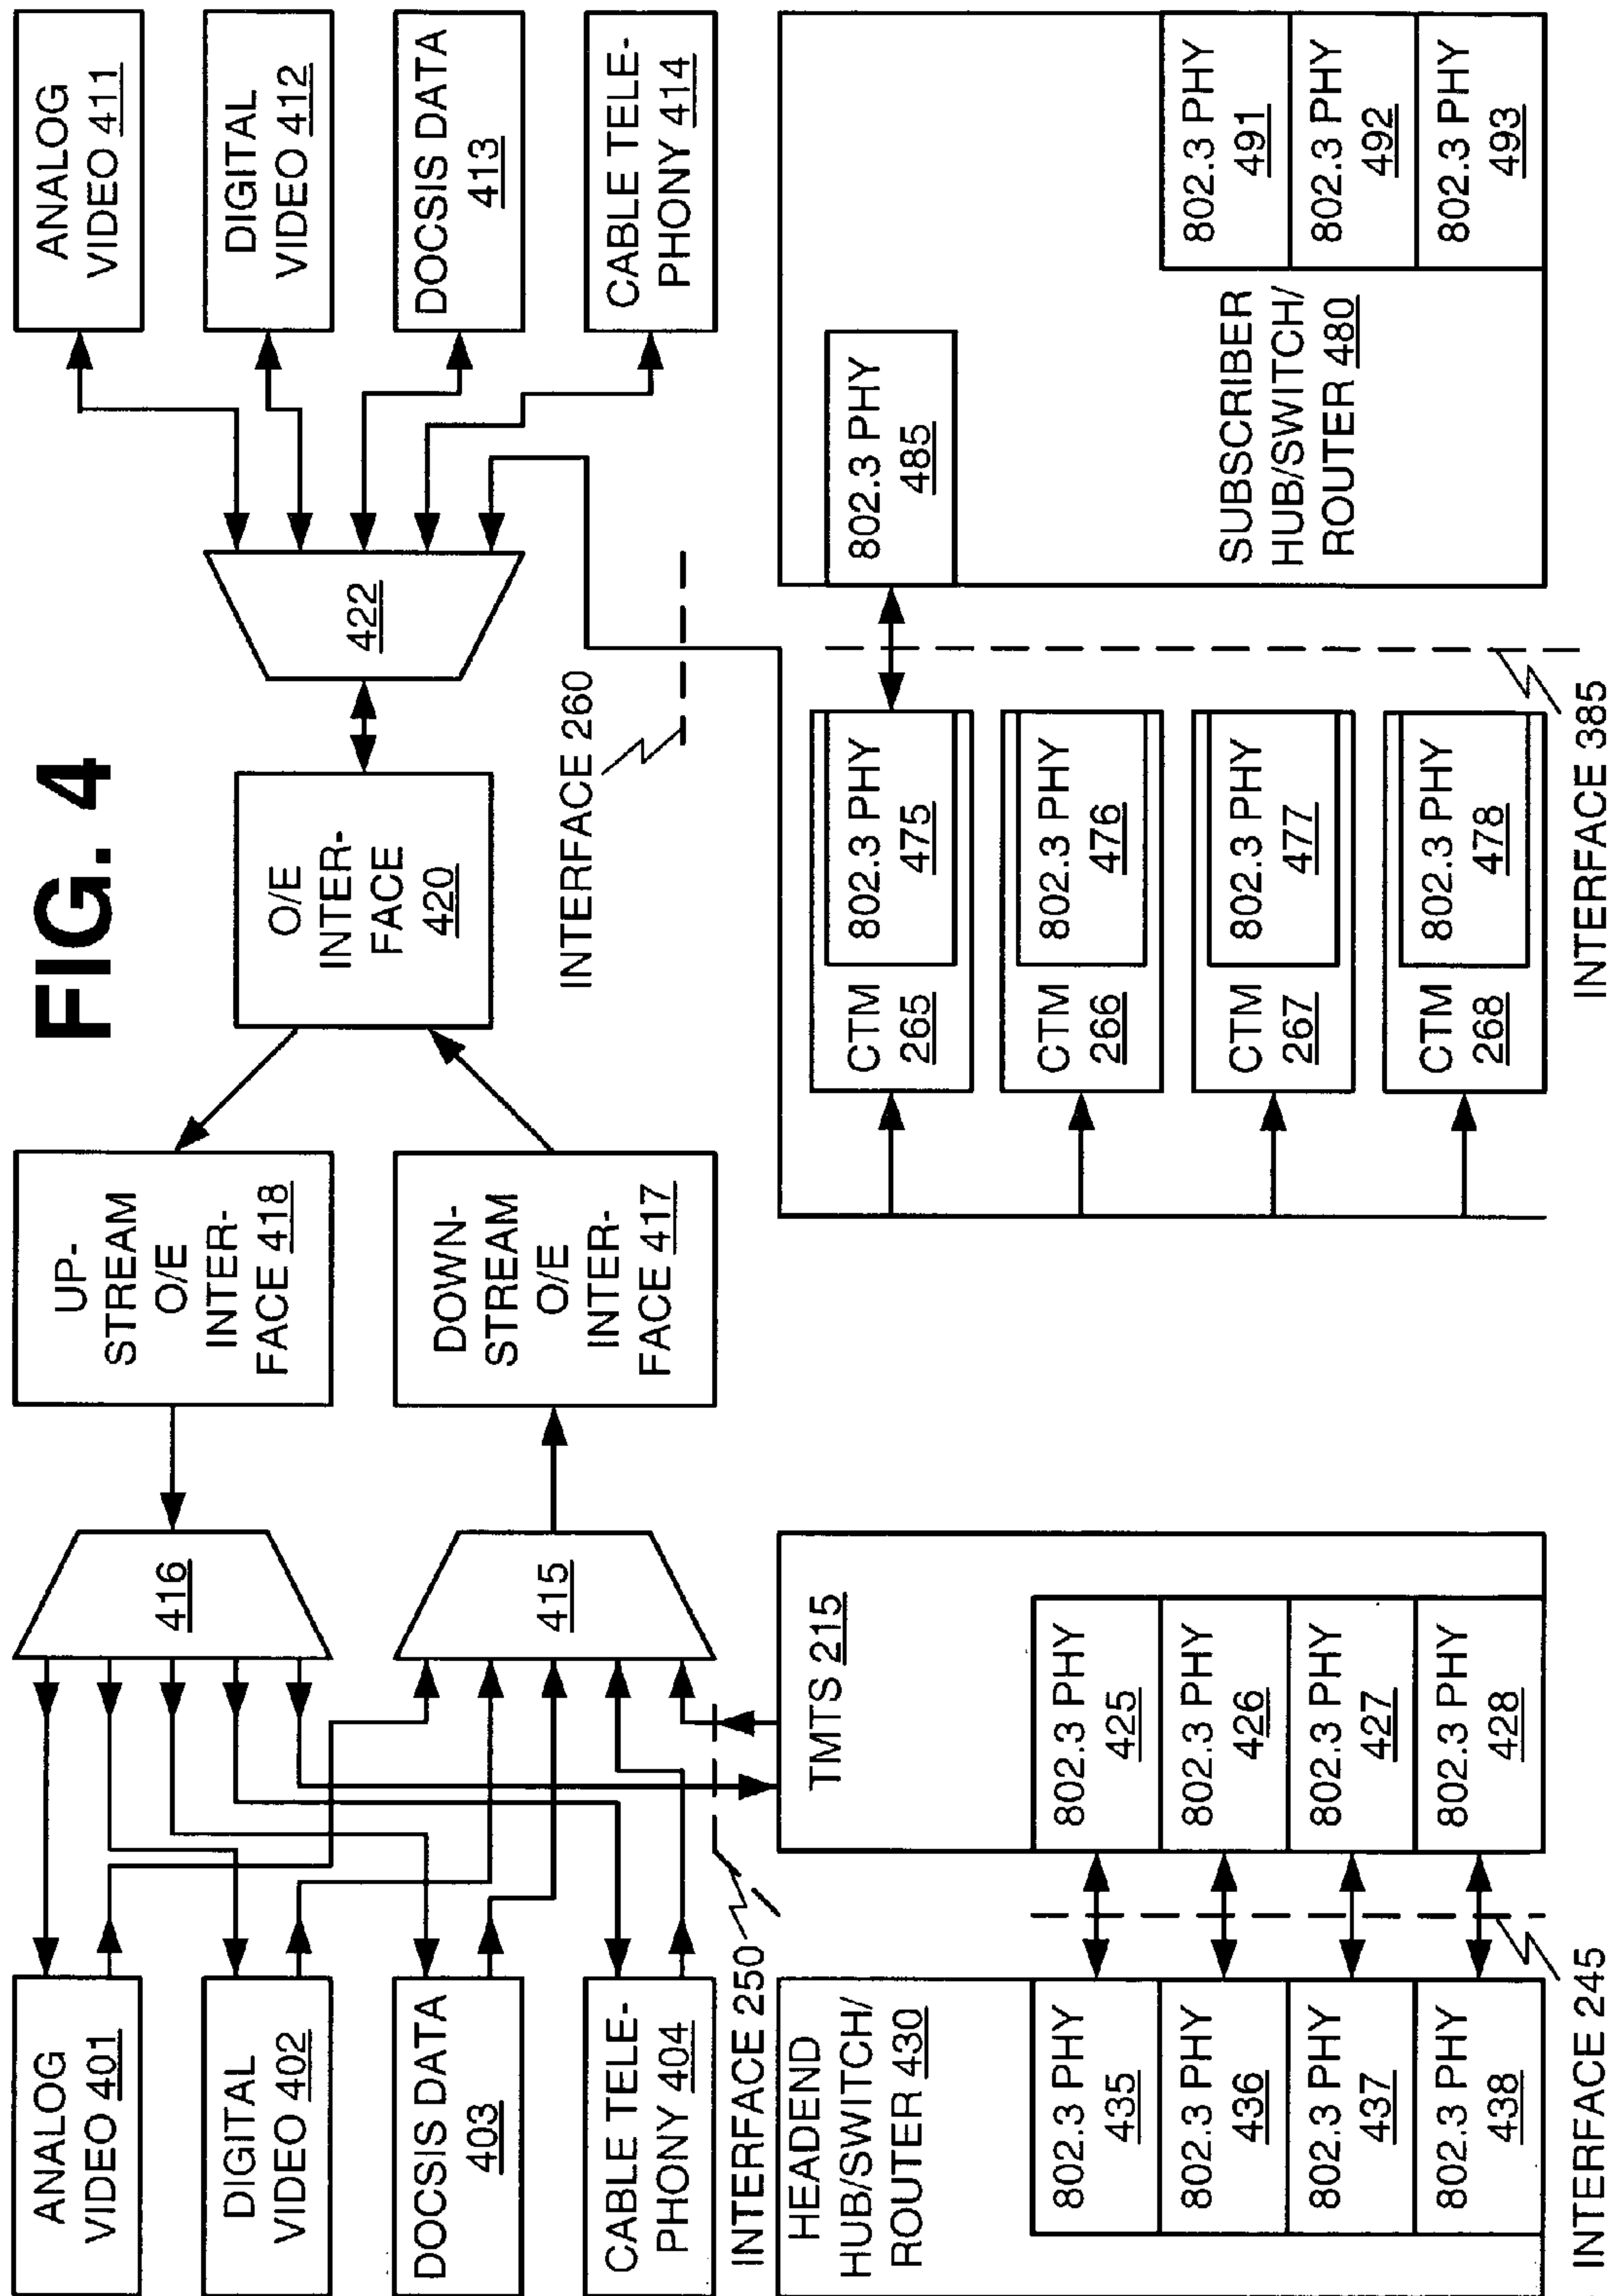 FIG. 4
ANALOG
VIDEO 401
DIGITAL
VIDEO 402
DOCSIS DATA
403
CABLE TELE-
PHONY 404
416
415
UP-
STREAM
O/E
INTER-
FACE 418
DOWN-
STREAM
O/E
INTER-
FACE 417
O/E
INTER-
FACE
420
422
ANALOG
VIDEO 411
DIGITAL
VIDEO 412
DOCSIS DATA
413
CABLE TELE-
PHONY 414
INTERFACE 250
INTERFACE 260
HEADEND
HUB/SWITCH/
ROUTER 430
802.3 PHY
435
802.3 PHY
436
802.3 PHY
437
802.3 PHY
438
INTERFACE 245
TMTS 215
802.3 PHY
425
802.3 PHY
426
802.3 PHY
427
802.3 PHY
428
CTM
265
802.3 PHY
475
CTM
266
802.3 PHY
476
CTM
267
802.3 PHY
477
CTM
268
802.3 PHY
478
INTERFACE 385
802.3 PHY
485
SUBSCRIBER
HUB/SWITCH/
ROUTER 480
802.3 PHY
491
802.3 PHY
492
802.3 PHY
493